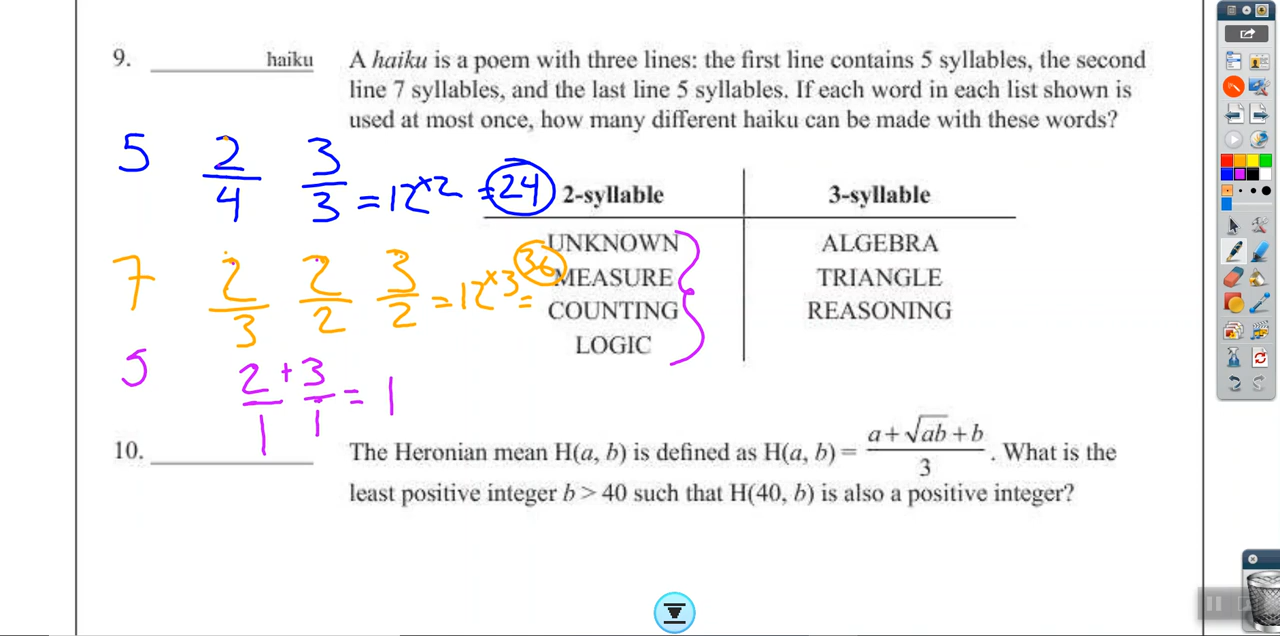 9. ________ haiku A haiku is a poem with three lines: the first line contains 5 syllables, the second
line 7 syllables, and the last line 5 syllables. If each word in each list shown is
used at most once, how many different haiku can be made with these words?
5 2/4 3/3 = 12 ×2 = 24
2-syllable 3-syllable
UNKNOWN ALGEBRA
MEASURE TRIANGLE
COUNTING REASONING
LOGIC
7 2/3 2/2 3/2 = 12 ×3 = 36
5 2/1 + 3/1 = 1
10. ________ The Heronian mean H(a, b) is defined as H(a, b) = (a + √ab + b)/3 . What is the
least positive integer b > 40 such that H(40, b) is also a positive integer?